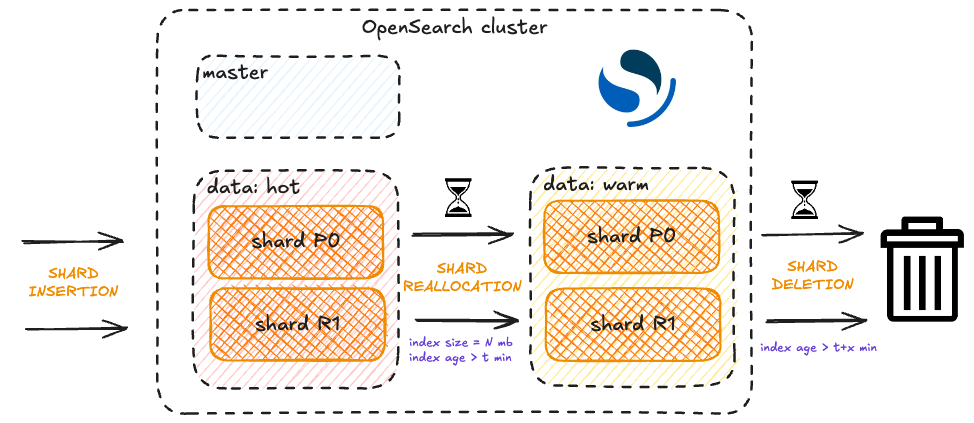 OpenSearch cluster
master
data: hot
shard P0
shard R1
SHARD
INSERTION
SHARD
REALLOCATION
index size = N mb
index age > t min
data: warm
shard P0
shard R1
SHARD
DELETION
index age > t+x min